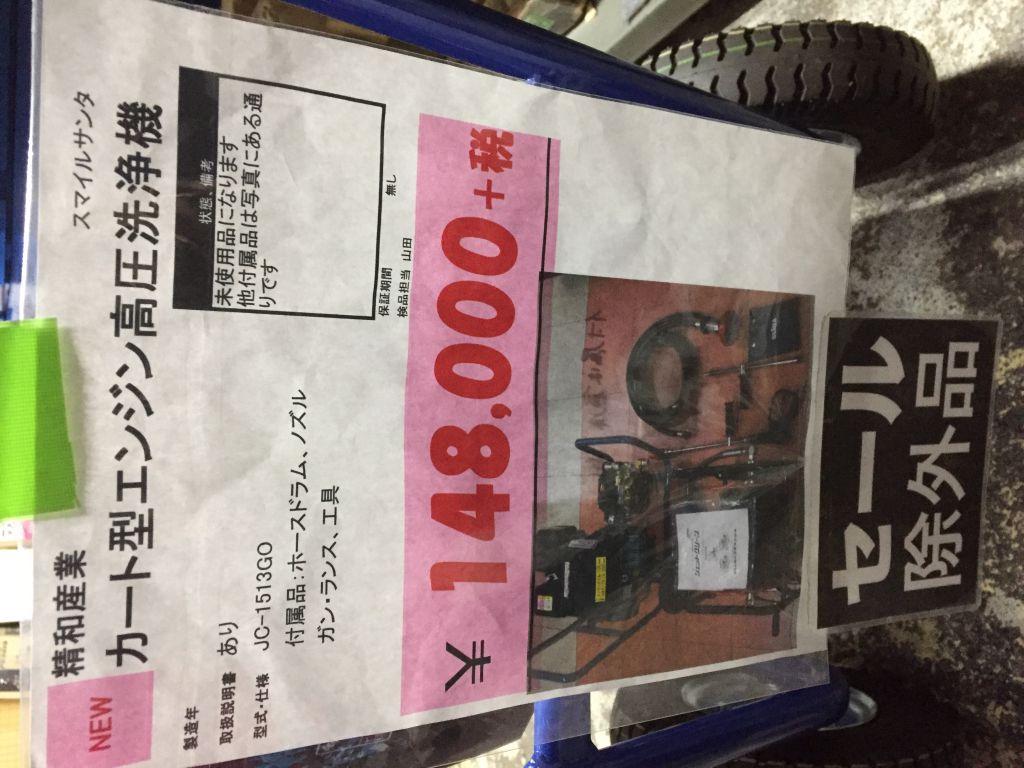 NEW
精和産業
スマイルサンタ
カート型エンジン高圧洗浄機
製造年
取扱説明書 あり
型式・仕様 JC-1513GO
付属品：ホースドラム、ノズル
ガン・ランス、工具
状態、備考
未使用品になります
他付属品は写真にある通
りです
保証期間 無し
検品担当 山田
¥148,000+税
セール
除外品